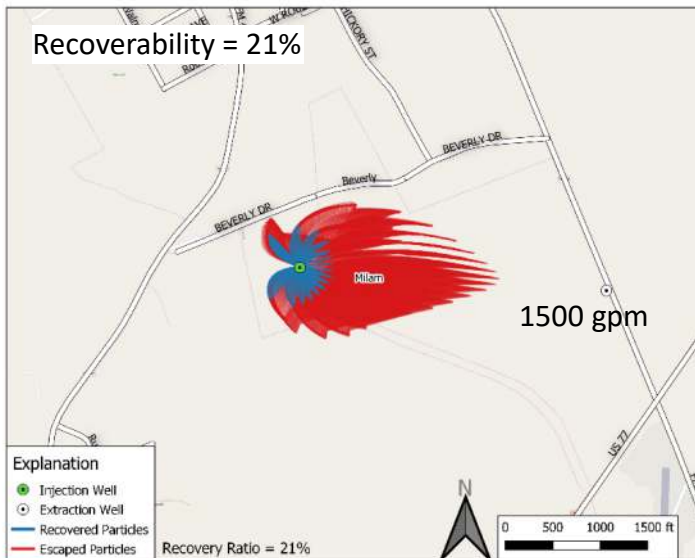 Recoverability = 21%
HICKORY ST
BEVERLY DR
Beverly
BEVERLY DR
Milam
1500 gpm
US 77
Explanation
Injection Well
Extraction Well
Recovered Particles
Escaped Particles
Recovery Ratio = 21%
N
0 500 1000 1500 ft